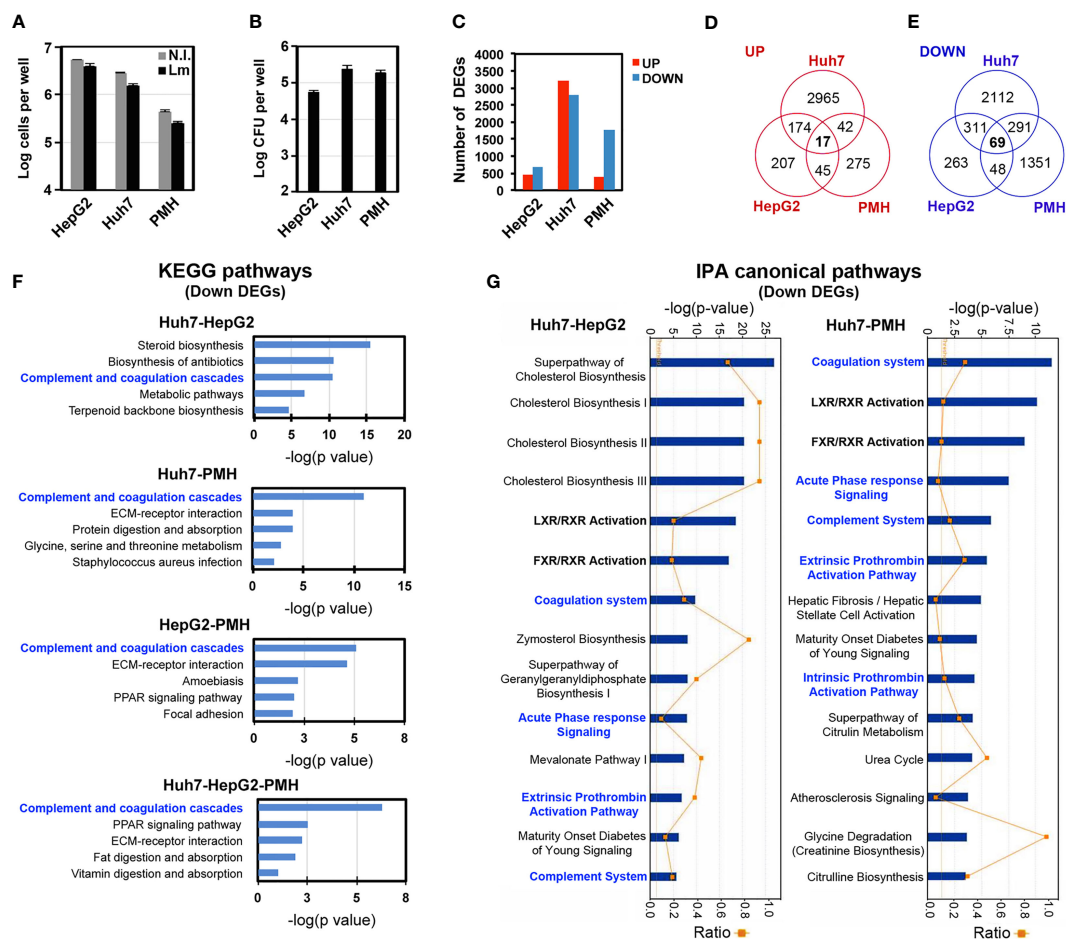 A
Log cells per well
7
6
5
4
N.I.
Lm
HepG2
Huh7
PMH
B
Log CFU per well
6
5
4
3
2
HepG2
Huh7
PMH
C
Number of DEGs
4000
3500
3000
2500
2000
1500
1000
500
0
UP
DOWN
HepG2
Huh7
PMH
D
UP
Huh7
2965
174
42
17
207
45
275
HepG2
PMH
E
DOWN
Huh7
2112
311
291
69
263
48
1351
HepG2
PMH
F
KEGG pathways
(Down DEGs)
Huh7-HepG2
Steroid biosynthesis
Biosynthesis of antibiotics
Complement and coagulation cascades
Metabolic pathways
Terpenoid backbone biosynthesis
0 5 10 15 20
-log(p value)
Huh7-PMH
Complement and coagulation cascades
ECM-receptor interaction
Protein digestion and absorption
Glycine, serine and threonine metabolism
Staphylococcus aureus infection
0 5 10 15
-log(p value)
HepG2-PMH
Complement and coagulation cascades
ECM-receptor interaction
Amoebiasis
PPAR signaling pathway
Focal adhesion
0 3 5 8
-log(p value)
Huh7-HepG2-PMH
Complement and coagulation cascades
PPAR signaling pathway
ECM-receptor interaction
Fat digestion and absorption
Vitamin digestion and absorption
0 3 6 8
-log(p value)
G
IPA canonical pathways
(Down DEGs)
Huh7-HepG2
-log(p-value)
0 5 10 15 20 25
Threshold
Superpathway of
Cholesterol Biosynthesis
Cholesterol Biosynthesis I
Cholesterol Biosynthesis II
Cholesterol Biosynthesis III
LXR/RXR Activation
FXR/RXR Activation
Coagulation system
Zymosterol Biosynthesis
Superpathway of
Geranylgeranyldiphosphate
Biosynthesis I
Acute Phase response
Signaling
Mevalonate Pathway I
Extrinsic Prothrombin
Activation Pathway
Maturity Onset Diabetes
of Young Signaling
Complement System
0.0 0.2 0.4 0.6 0.8 1.0
Ratio
Huh7-PMH
-log(p-value)
0 2.5 5 7.5 10
Threshold
Coagulation system
LXR/RXR Activation
FXR/RXR Activation
Acute Phase response
Signaling
Complement System
Extrinsic Prothrombin
Activation Pathway
Hepatic Fibrosis / Hepatic
Stellate Cell Activation
Maturity Onset Diabetes
of Young Signaling
Intrinsic Prothrombin
Activation Pathway
Superpathway of
Citrulin Metabolism
Urea Cycle
Atherosclerosis Signaling
Glycine Degradation
(Creatinine Biosynthesis)
Citrulline Biosynthesis
0.0 0.1 0.2 0.3 0.4 0.5 0.6 0.7 0.8 0.9 1.0
Ratio